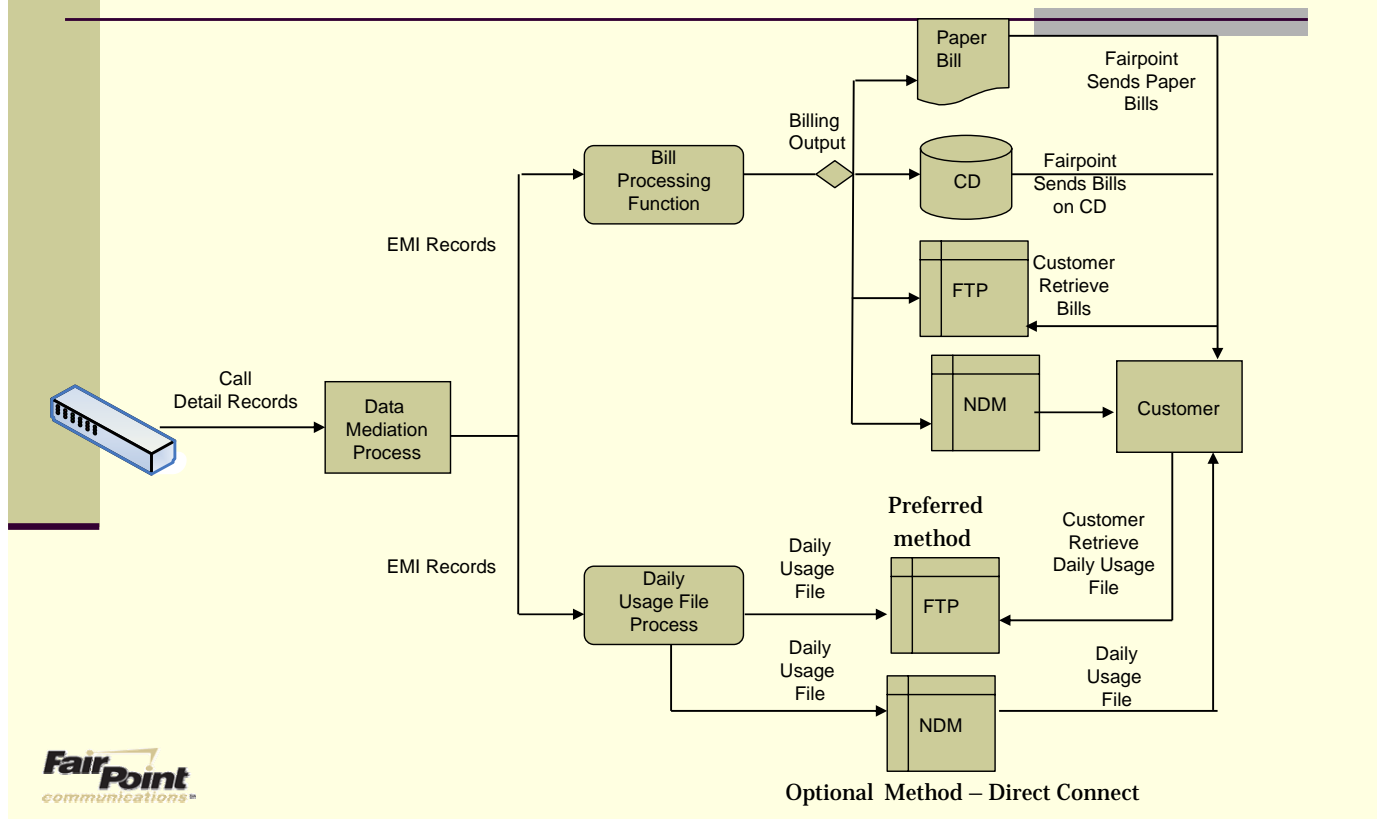 Paper
Bill
Fairpoint
Sends Paper
Bills
Billing
Output
Bill
Processing
Function
CD
Fairpoint
Sends Bills
on CD
EMI Records
FTP
Customer
Retrieve
Bills
Call
Detail Records
Data
Mediation
Process
NDM
Customer
Preferred
method
Customer
Retrieve
Daily Usage
File
EMI Records
Daily
Usage File
Process
Daily
Usage
File
FTP
Daily
Usage
File
Daily
Usage
File
NDM
FairPoint
communications
Optional Method – Direct Connect